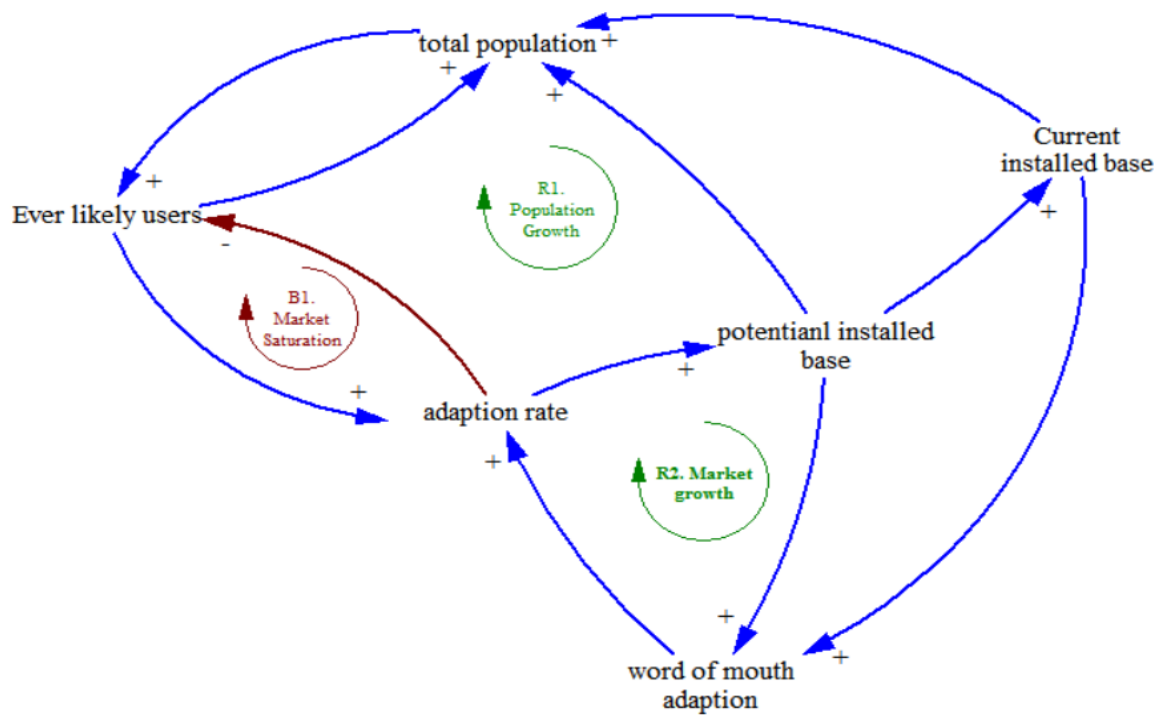 total population
+
+
+
Current
installed base
+
Ever likely users
+
-
R1.
Population
Growth
B1.
Market
Saturation
potentianl installed
base
+
+
adaption rate
+
R2. Market
growth
+
+
word of mouth
adaption